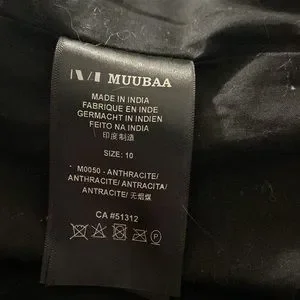 MUUBAA
MADE IN INDIA
FABRIQUE EN INDE
GERMACHT IN INDIEN
FEITO NA INDIA
印度制造
SIZE: 10
M0050 - ANTHRACITE/
ANTHRACITE/ ANTRACITA/
ANTRACITE/ 无烟煤
CA #51312